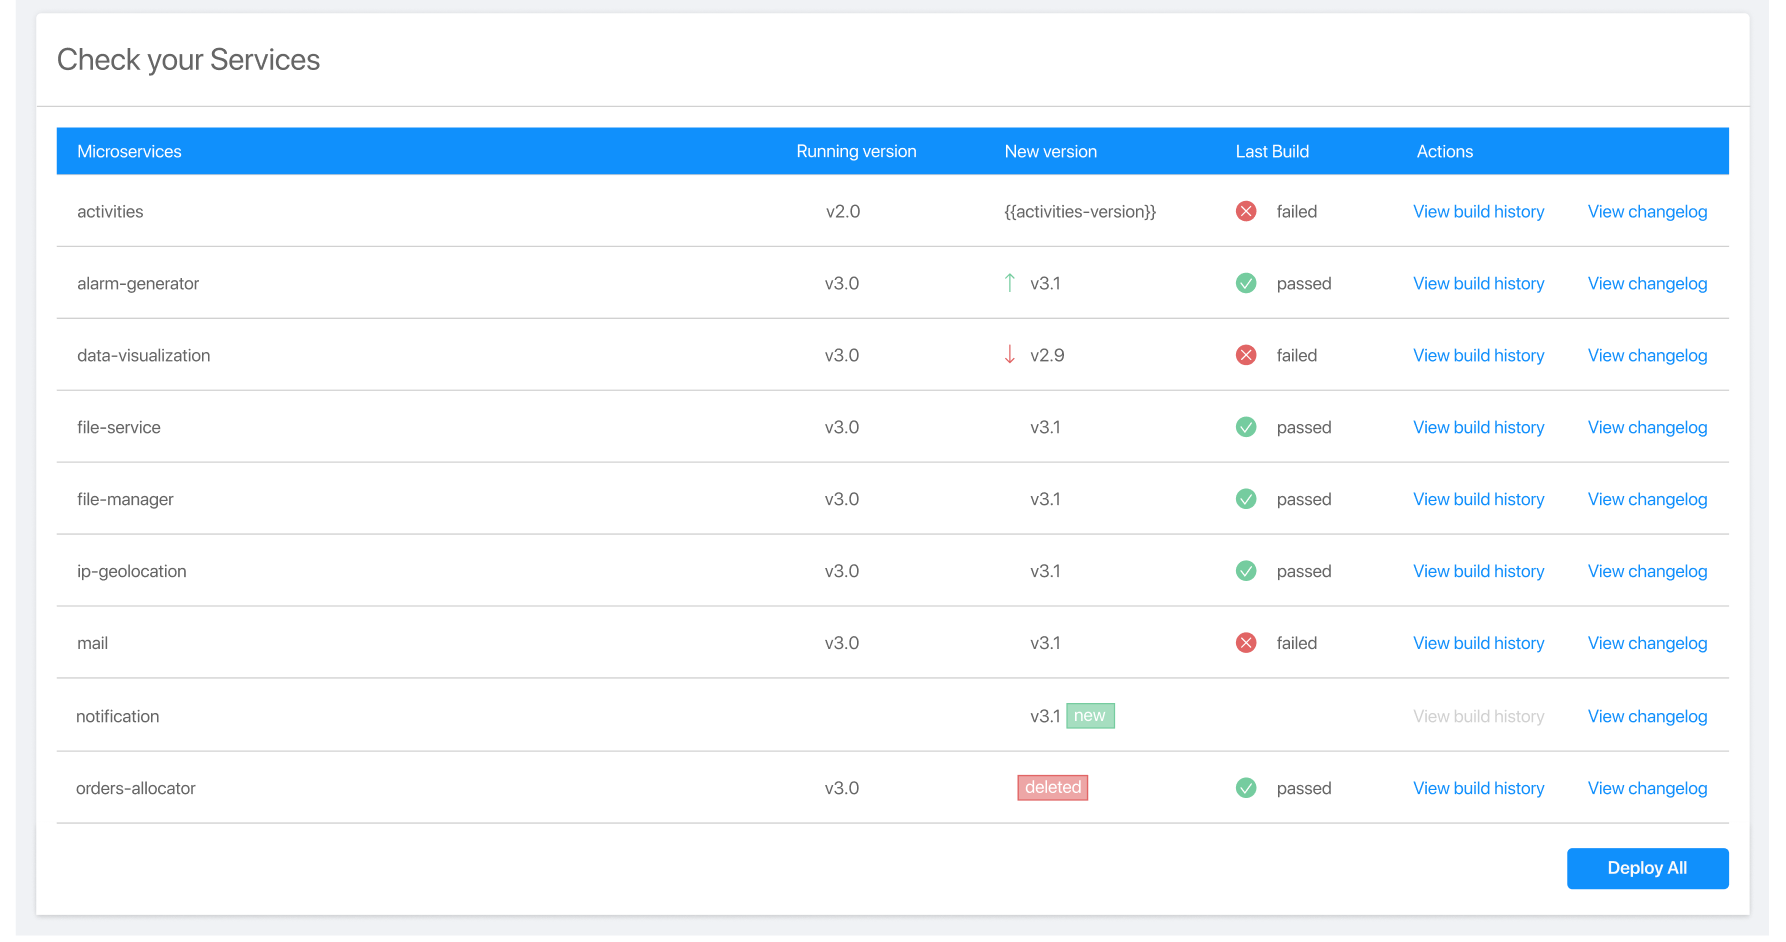 Check your Services
Microservices Running version New version Last Build Actions
activities v2.0 {{activities-version}} failed View build history View changelog
alarm-generator v3.0 v3.1 passed View build history View changelog
data-visualization v3.0 v2.9 failed View build history View changelog
file-service v3.0 v3.1 passed View build history View changelog
file-manager v3.0 v3.1 passed View build history View changelog
ip-geolocation v3.0 v3.1 passed View build history View changelog
mail v3.0 v3.1 failed View build history View changelog
notification v3.1 new View build history View changelog
orders-allocator v3.0 deleted passed View build history View changelog
Deploy All